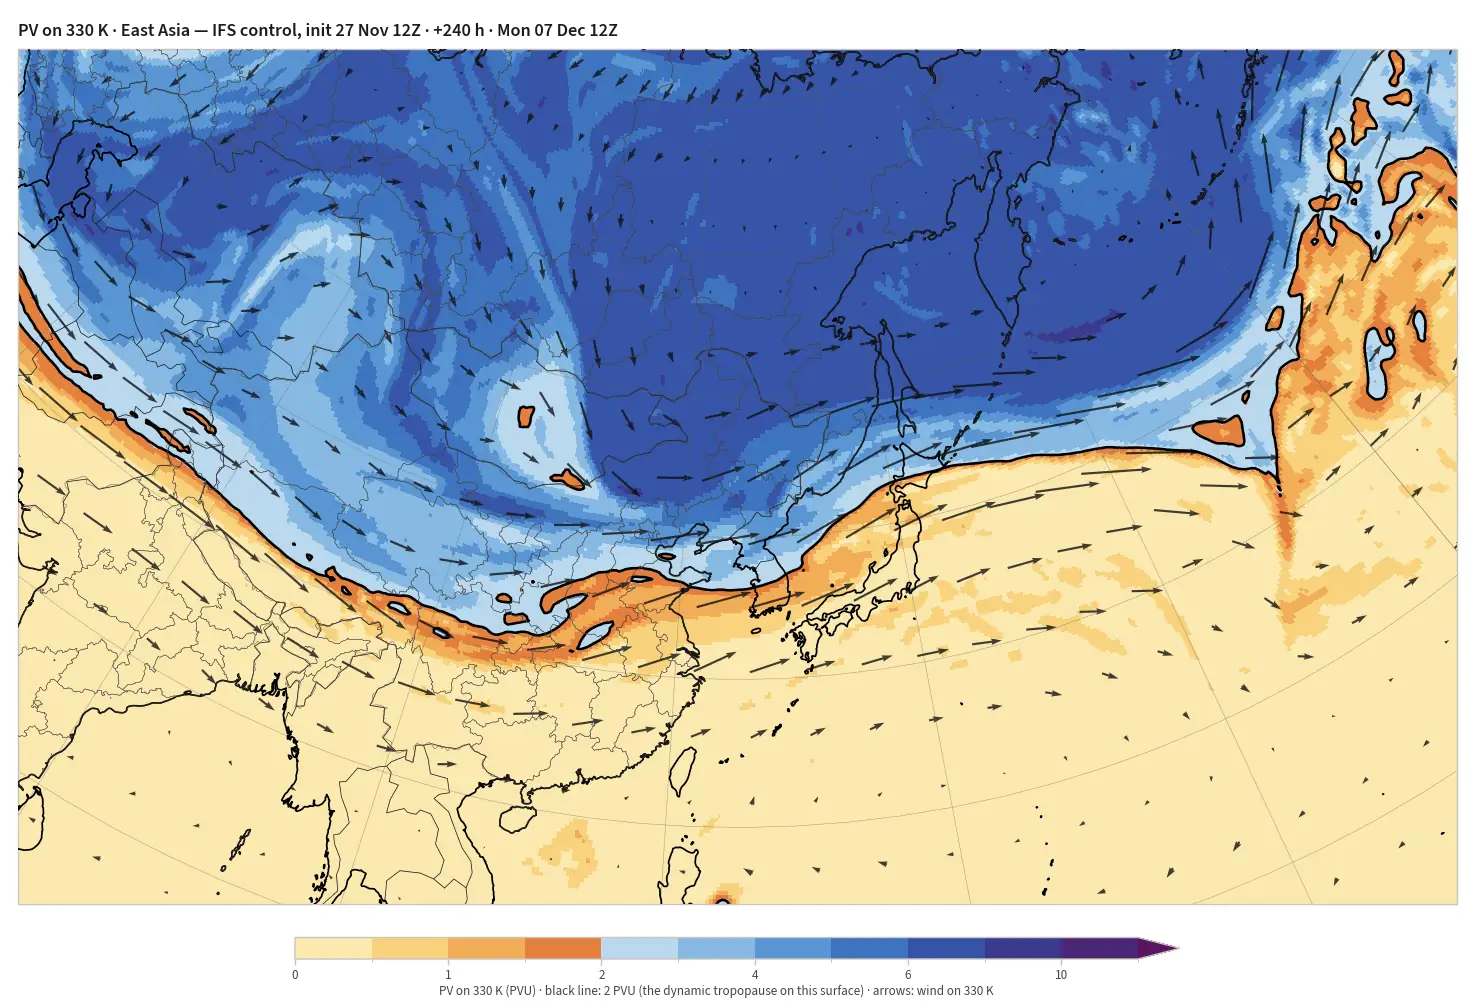 PV on 330 K · East Asia — IFS control, init 27 Nov 12Z · +240 h · Mon 07 Dec 12Z
0 1 2 4 6 10
PV on 330 K (PVU) · black line: 2 PVU (the dynamic tropopause on this surface) · arrows: wind on 330 K